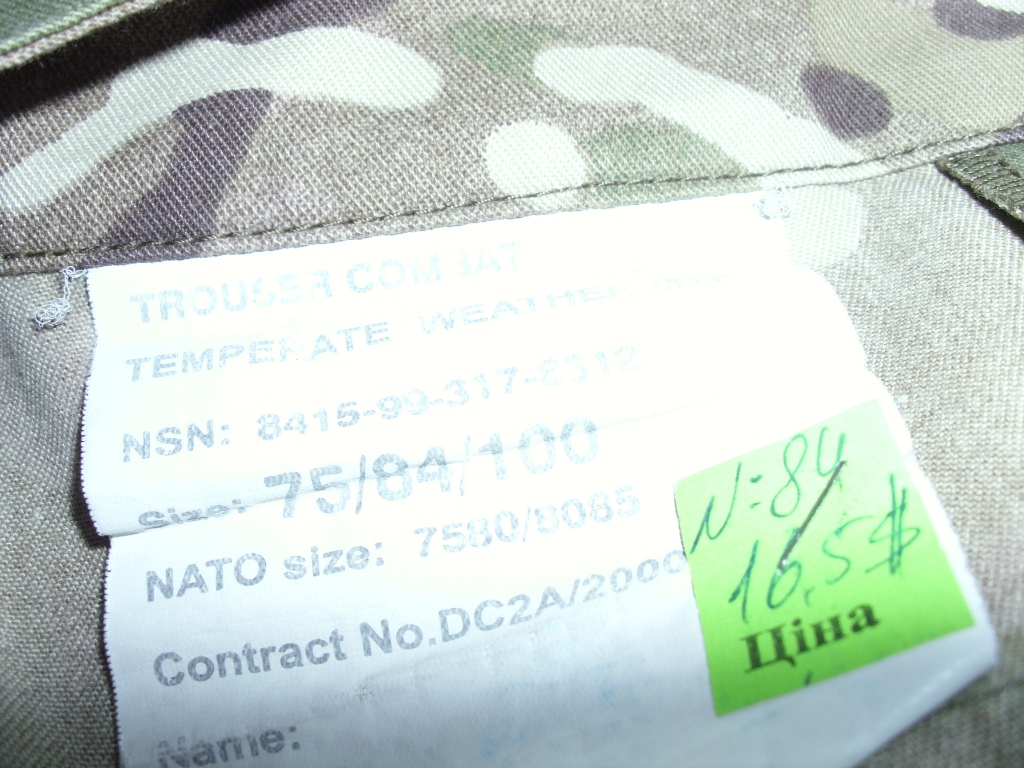 TROUSER COMBAT
TEMPERATE WEATHER
NSN: 8415-99-317-8312
Size: 75/84/100
NATO size: 7580/8085
Contract No.DC2A/2000
Name:
N:84
16,5$
Ціна